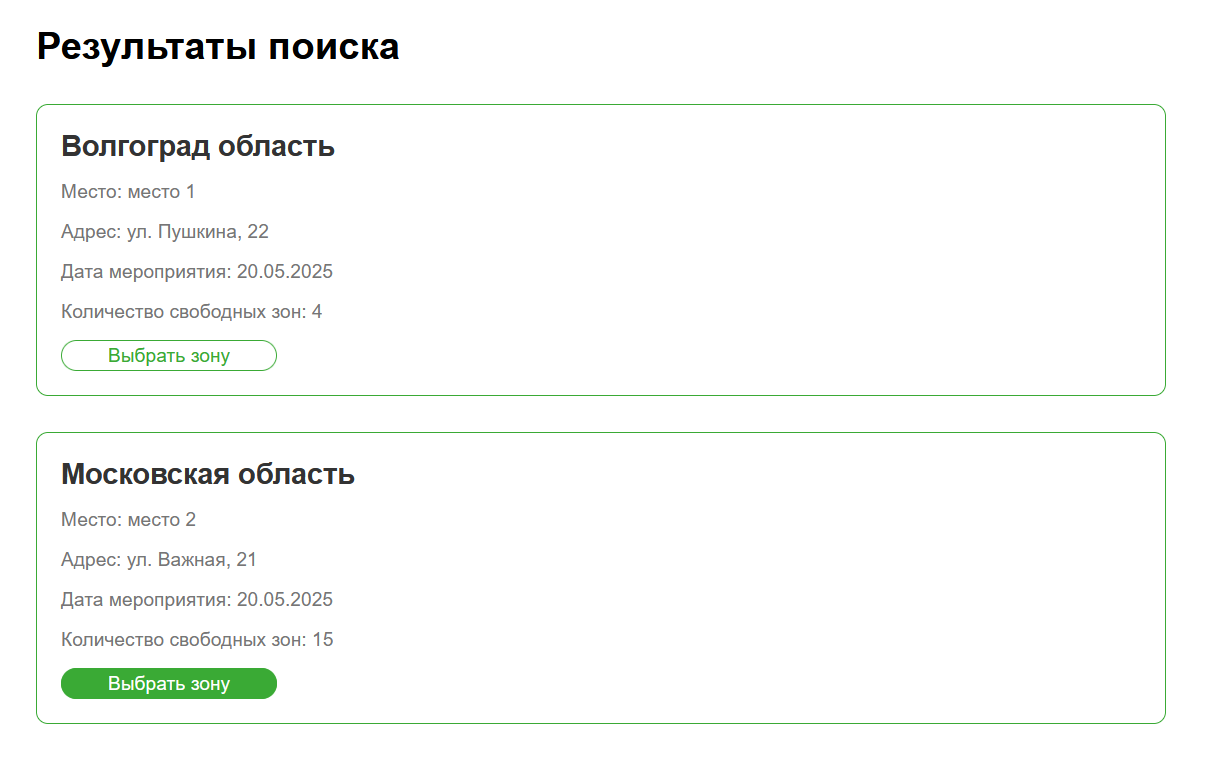 Результаты поиска
Волгоград область
Место: место 1
Адрес: ул. Пушкина, 22
Дата мероприятия: 20.05.2025
Количество свободных зон: 4
Выбрать зону
Московская область
Место: место 2
Адрес: ул. Важная, 21
Дата мероприятия: 20.05.2025
Количество свободных зон: 15
Выбрать зону